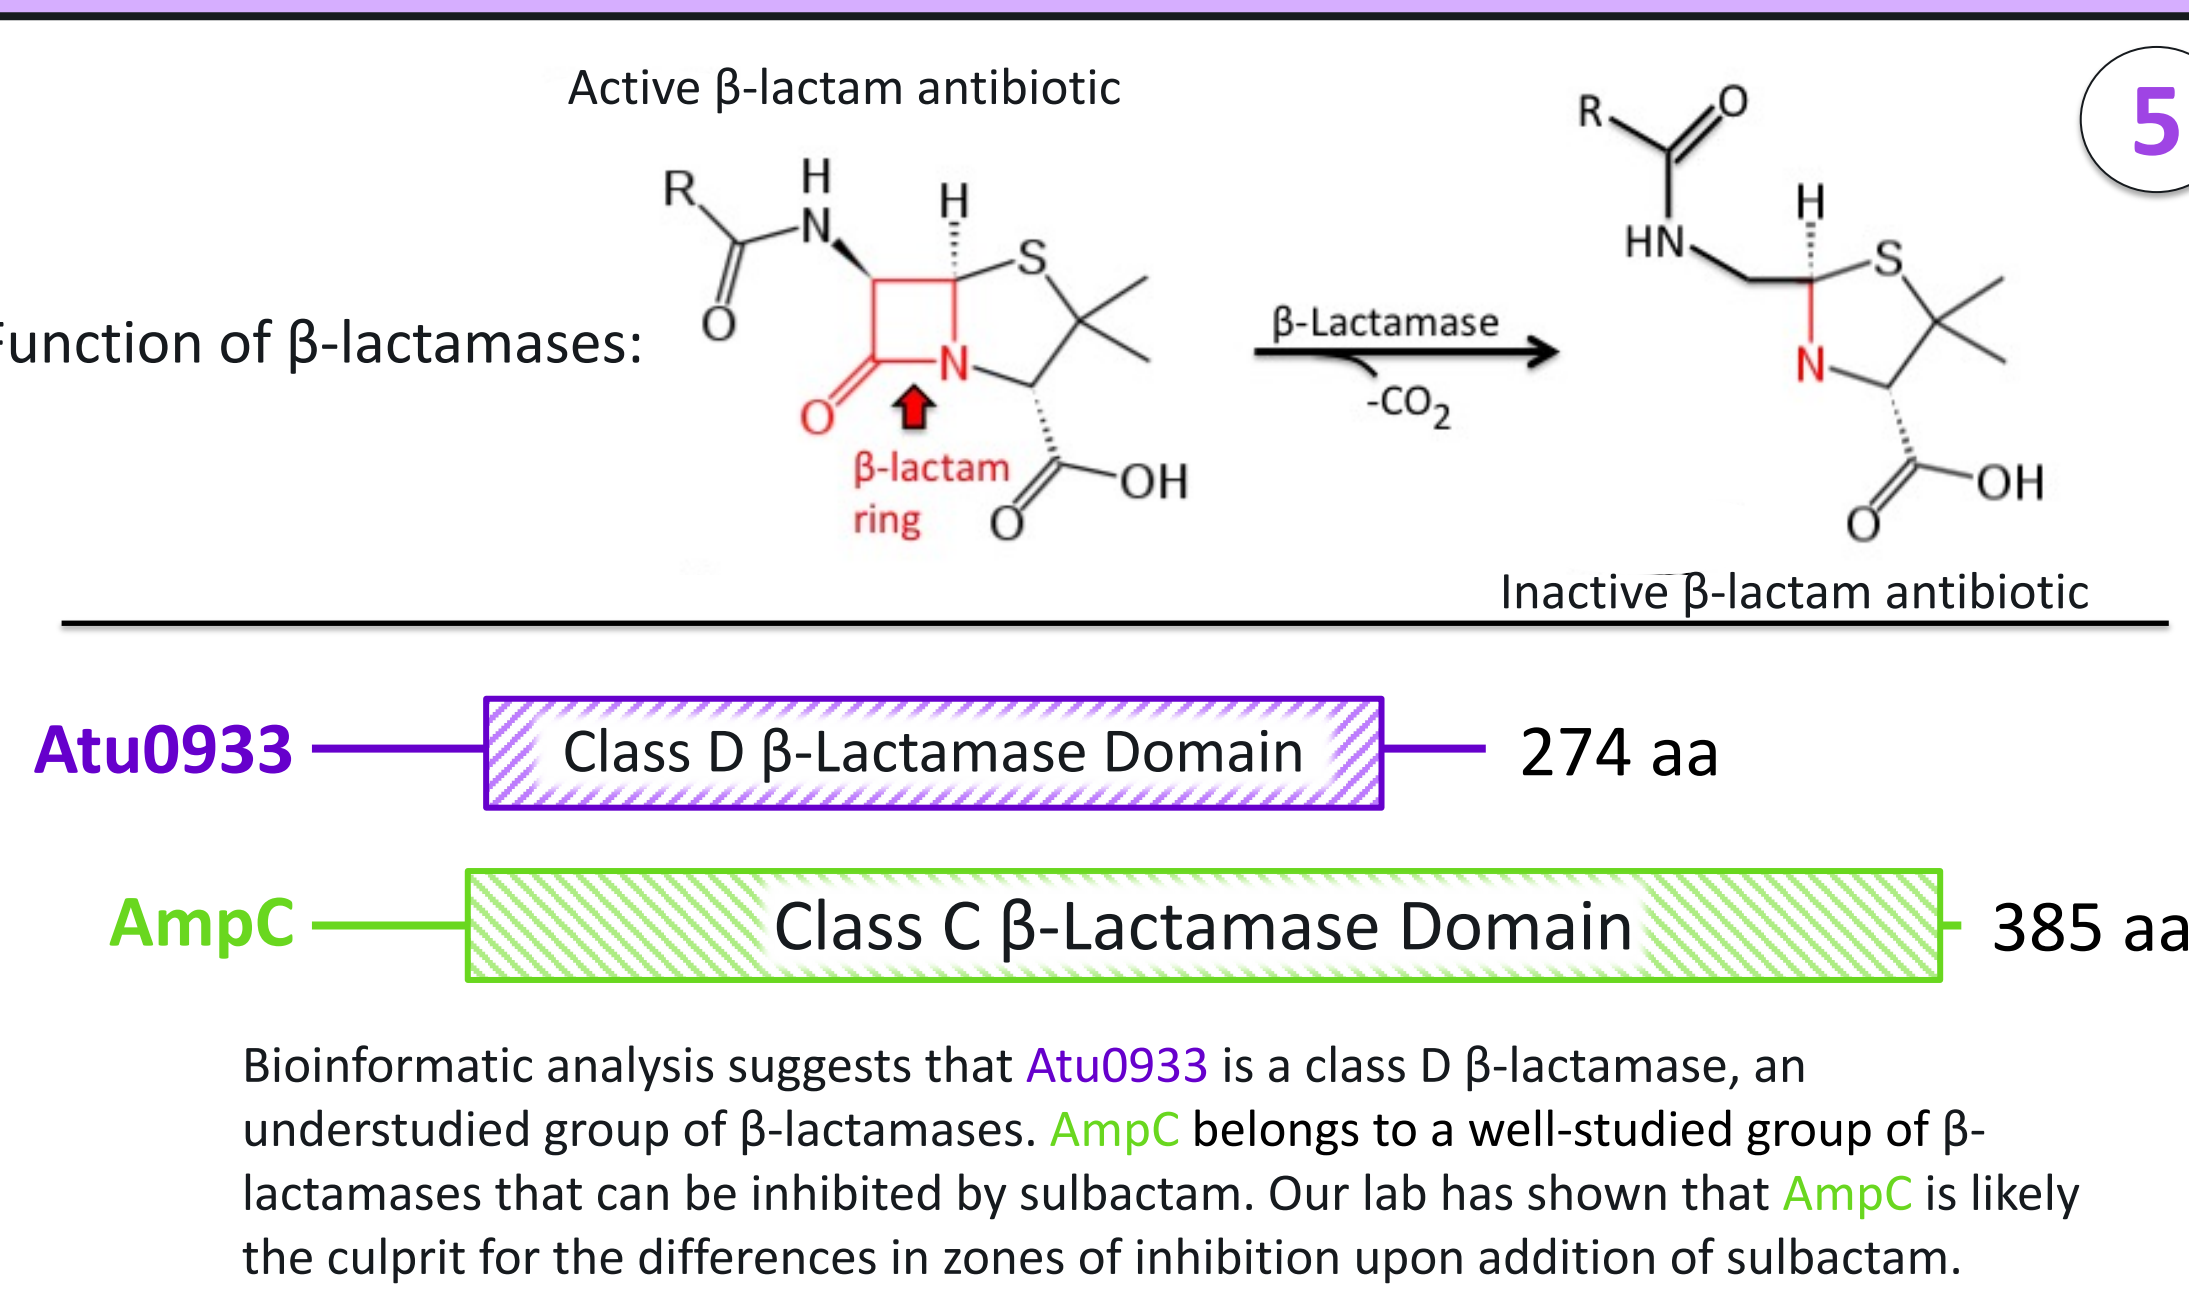 Active β-lactam antibiotic
5
R
O
H
N
H
S
N
O
OH
O
β-lactam
ring
Function of β-lactamases:
β-Lactamase
-CO2
R
O
HN
H
S
N
OH
O
Inactive β-lactam antibiotic
Atu0933
Class D β-Lactamase Domain
274 aa
AmpC
Class C β-Lactamase Domain
385 aa
Bioinformatic analysis suggests that Atu0933 is a class D β-lactamase, an
understudied group of β-lactamases. AmpC belongs to a well-studied group of β-
lactamases that can be inhibited by sulbactam. Our lab has shown that AmpC is likely
the culprit for the differences in zones of inhibition upon addition of sulbactam.